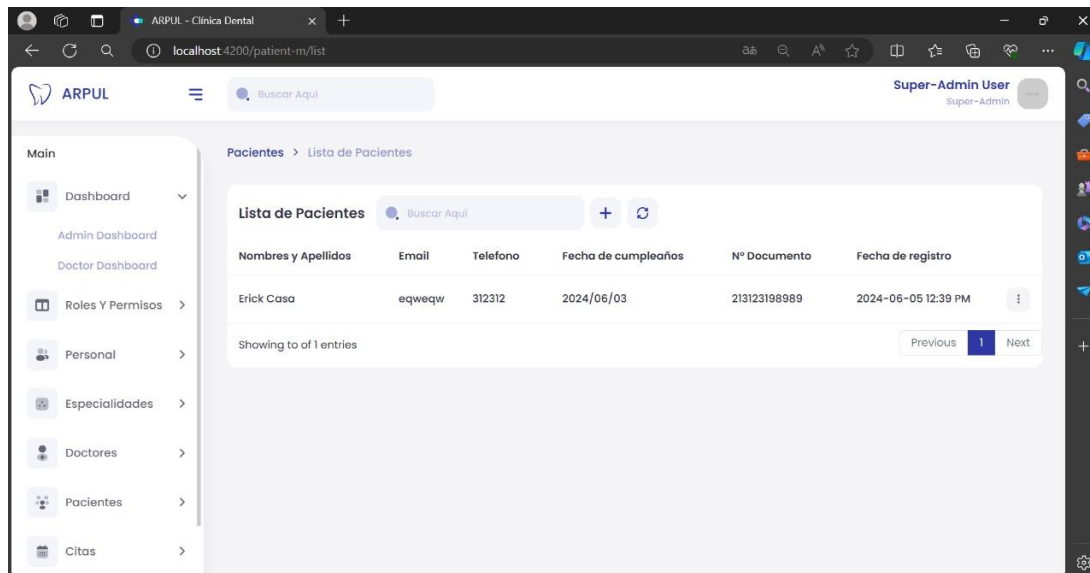 ARPUL - Clínica Dental
localhost:4200/patient-m/list
ARPUL
Buscar Aquí
Super-Admin User
Super-Admin
Main
Pacientes > Lista de Pacientes
Dashboard
Admin Dashboard
Doctor Dashboard
Roles Y Permisos
Personal
Especialidades
Doctores
Pacientes
Citas
Lista de Pacientes Buscar Aquí
Nombres y Apellidos Email Telefono Fecha de cumpleaños Nº Documento Fecha de registro
Erick Casa eqweqw 312312 2024/06/03 213123198989 2024-06-05 12:39 PM
Showing to of 1 entries
Previous 1 Next